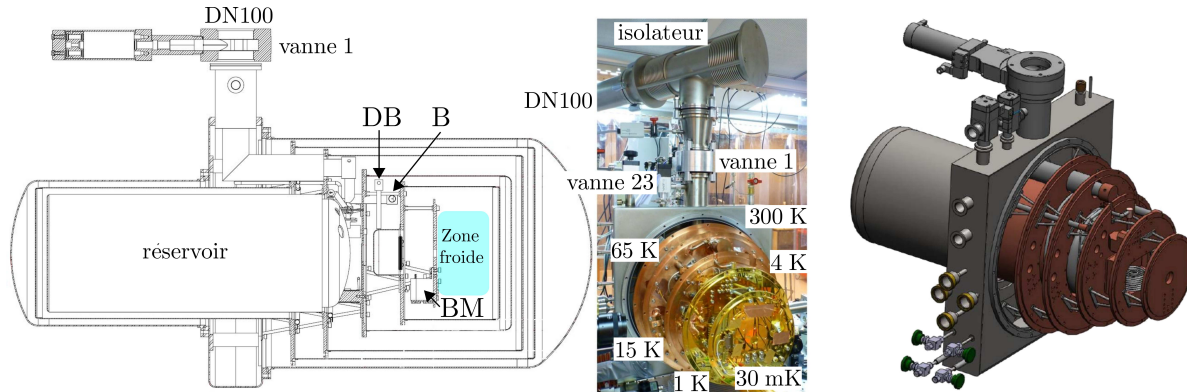 DN100
vanne 1
DB
B
réservoir
Zone
froide
BM
isolateur
DN100
vanne 1
vanne 23
300 K
65 K
4 K
15 K
1 K
30 mK